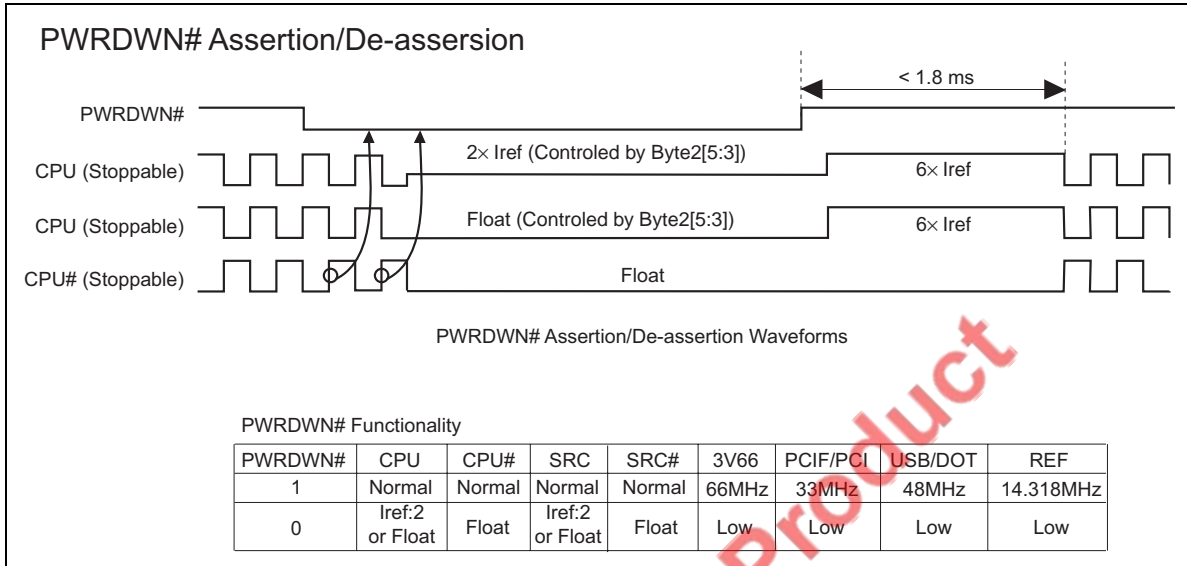 PWRDWN# Assertion/De-assersion
< 1.8 ms
PWRDWN#
CPU (Stoppable)
2× Iref (Controled by Byte2[5:3])
6× Iref
CPU (Stoppable)
Float (Controled by Byte2[5:3])
6× Iref
CPU# (Stoppable)
Float
PWRDWN# Assertion/De-assertion Waveforms
PWRDWN# Functionality
PWRDWN# CPU CPU# SRC SRC# 3V66 PCIF/PCI USB/DOT REF
1 Normal Normal Normal Normal 66MHz 33MHz 48MHz 14.318MHz
0 Iref:2 or Float Float Iref:2 or Float Float Low Low Low Low
Product